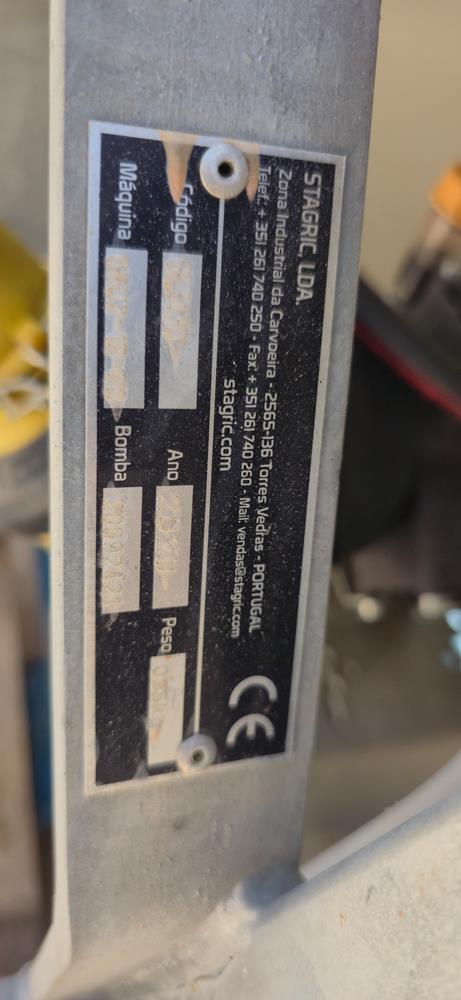 STAGRIC, LDA
Zona Industrial da Carvoeira - 2565-136 Torres Vedras - PORTUGAL
Telef.: + 351 261 740 250 - Fax: + 351 261 740 260 - Mail: vendas@stagric.com
stagric.com
CE
Código Ano Peso
Máquina Bomba